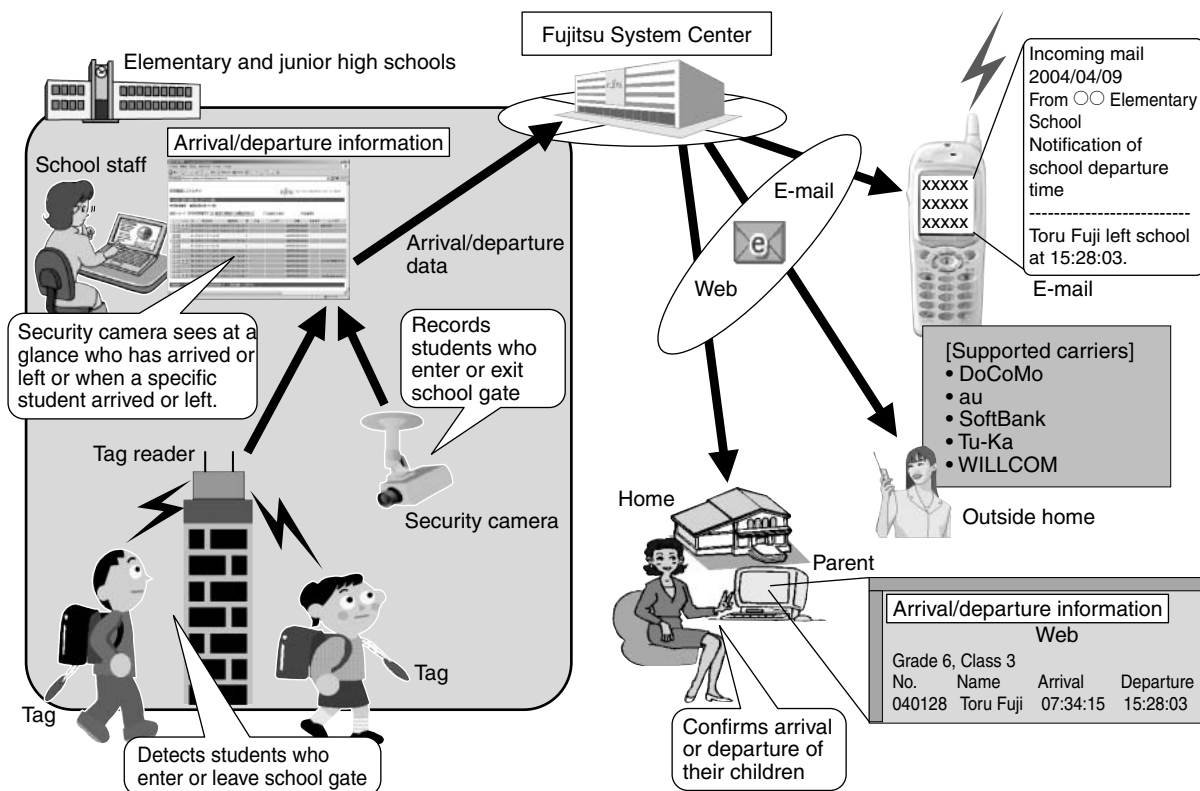 Fujitsu System Center
Elementary and junior high schools
School staff
Arrival/departure information
Arrival/departure
data
Security camera sees at a
glance who has arrived or
left or when a specific
student arrived or left.
Records
students who
enter or exit
school gate
Tag reader
Security camera
Tag
Tag
Detects students who
enter or leave school gate
E-mail
e
Web
XXXXX
XXXXX
XXXXX
Incoming mail
2004/04/09
From ○○ Elementary
School
Notification of
school departure
time
--------------------------
Toru Fuji left school
at 15:28:03.
E-mail
[Supported carriers]
• DoCoMo
• au
• SoftBank
• Tu-Ka
• WILLCOM
Outside home
Home
Parent
Confirms arrival
or departure of
their children
Arrival/departure information
Web
Grade 6, Class 3
No. Name Arrival Departure
040128 Toru Fuji 07:34:15 15:28:03